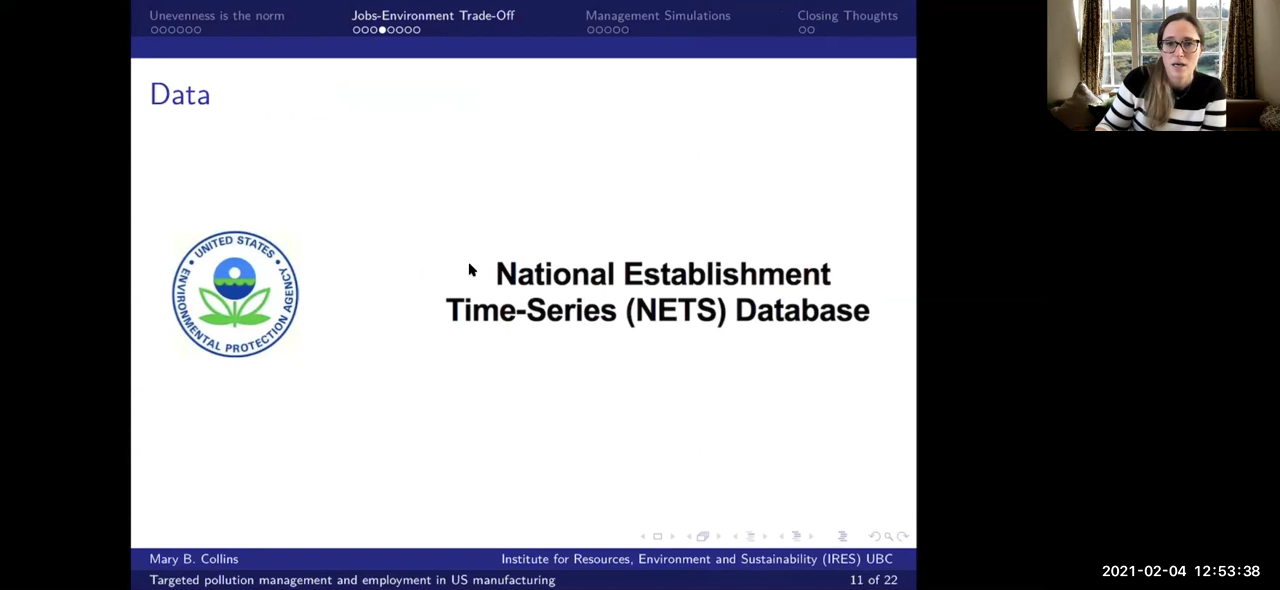 Unevenness is the norm
Jobs-Environment Trade-Off
Management Simulations
Closing Thoughts
Data
UNITED STATES
ENVIRONMENTAL PROTECTION AGENCY
National Establishment
Time-Series (NETS) Database
Mary B. Collins
Institute for Resources, Environment and Sustainability (IRES) UBC
Targeted pollution management and employment in US manufacturing
11 of 22
2021-02-04 12:53:38